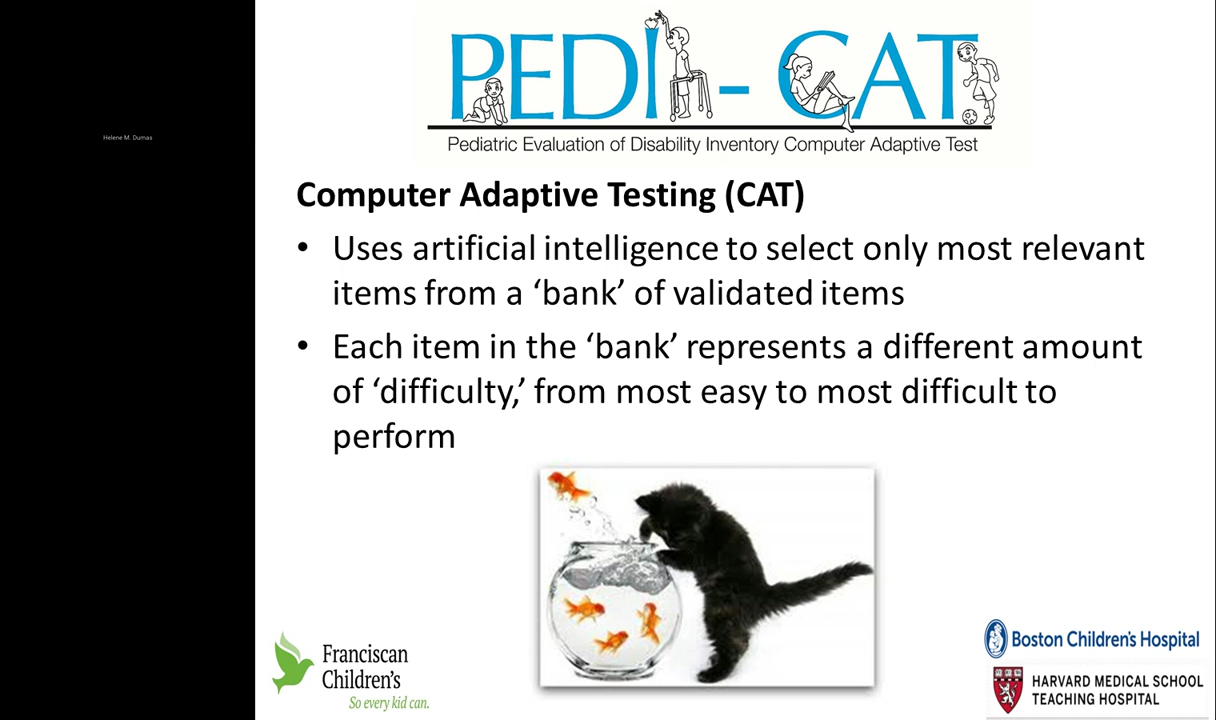 Helene M. Dumas
PEDI - CAT
Pediatric Evaluation of Disability Inventory Computer Adaptive Test
Computer Adaptive Testing (CAT)
• Uses artificial intelligence to select only most relevant
items from a ‘bank’ of validated items
• Each item in the ‘bank’ represents a different amount
of ‘difficulty,’ from most easy to most difficult to
perform
Franciscan
Children's
So every kid can.
Boston Children's Hospital
HARVARD MEDICAL SCHOOL
TEACHING HOSPITAL